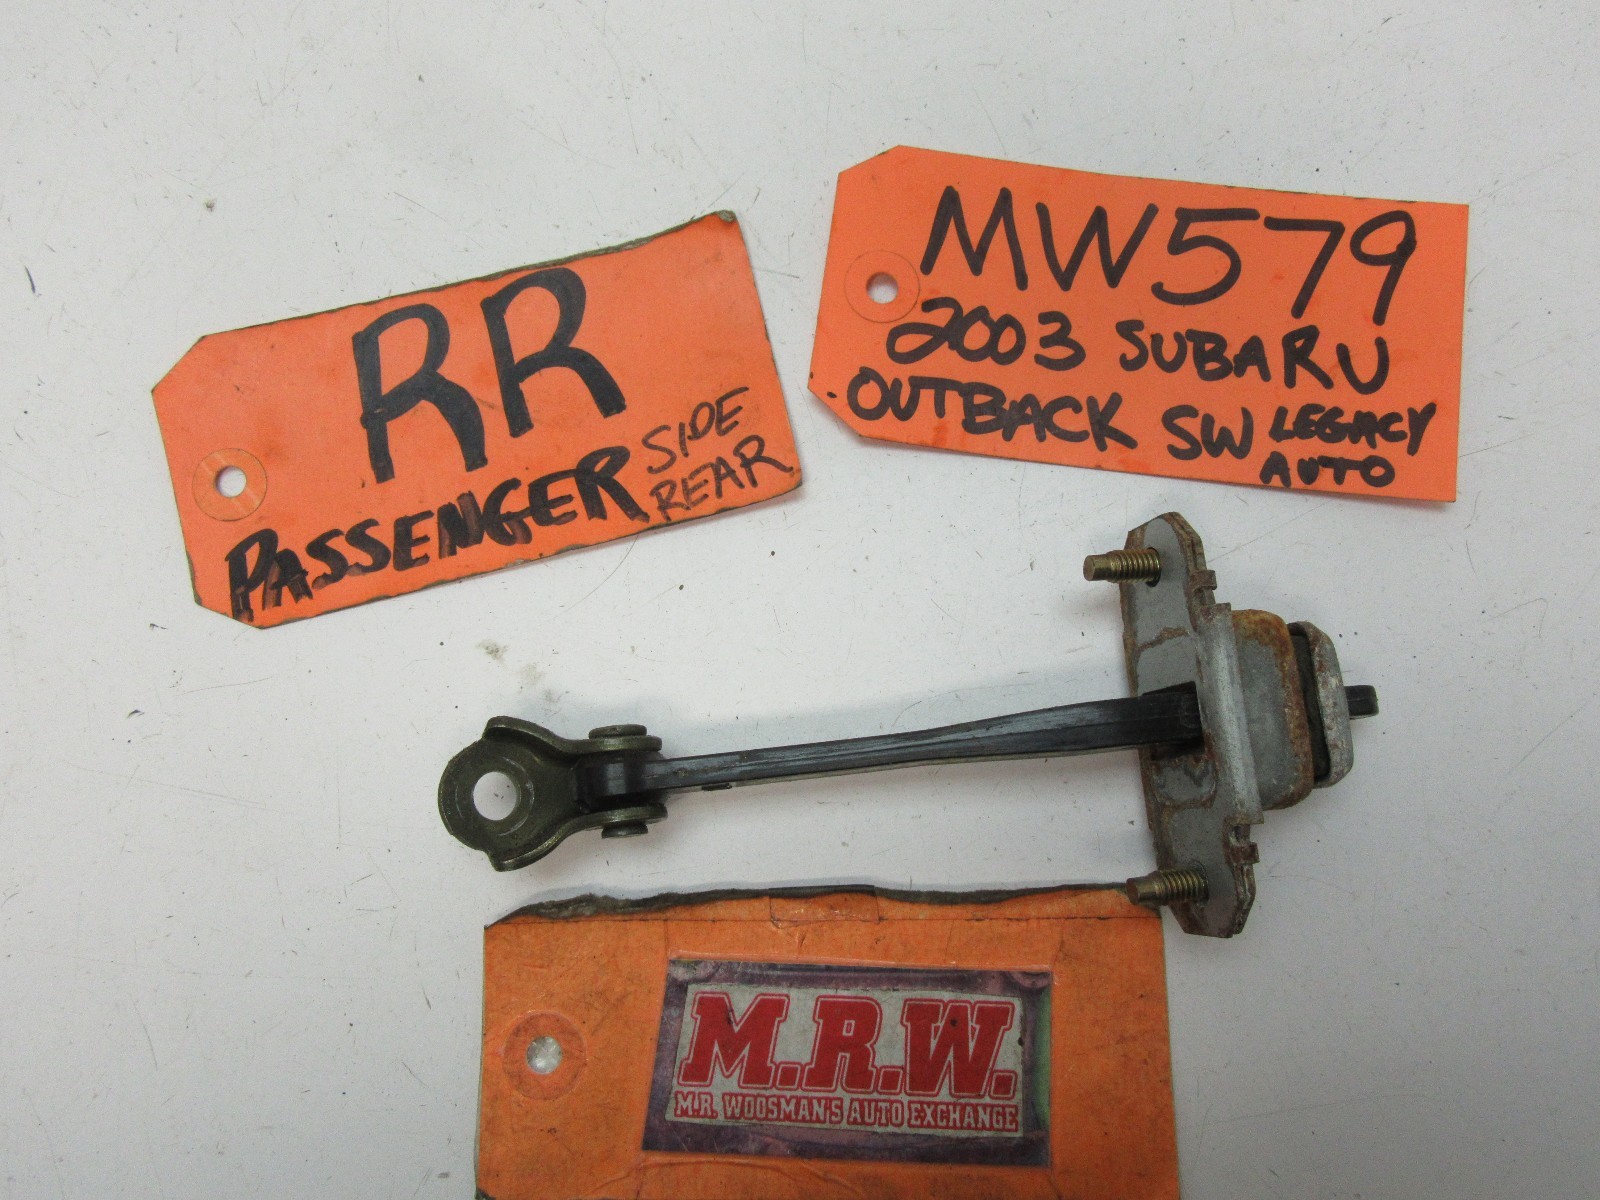 RR
PASSENGER SIDE
REAR
MW579
2003 SUBARU
OUTBACK SW LEGACY
AUTO
M.R.W.
M.R. WOOSMAN'S AUTO EXCHANGE